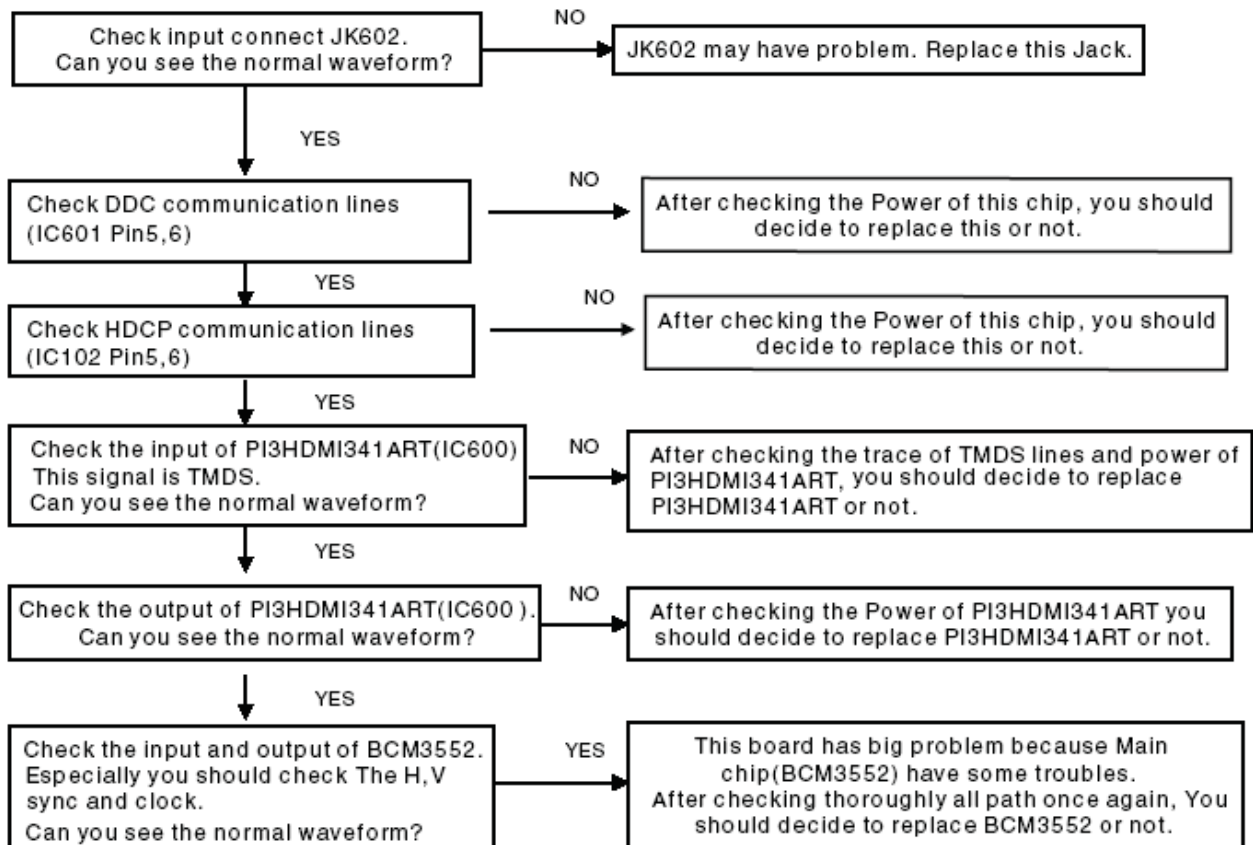 Check input connect JK602.
Can you see the normal waveform?
NO
JK602 may have problem. Replace this Jack.
YES
Check DDC communication lines
(IC601 Pin5,6)
NO
After checking the Power of this chip, you should
decide to replace this or not.
YES
Check HDCP communication lines
(IC102 Pin5,6)
NO
After checking the Power of this chip, you should
decide to replace this or not.
YES
Check the input of PI3HDMI341ART(IC600)
This signal is TMDS.
Can you see the normal waveform?
NO
After checking the trace of TMDS lines and power of
PI3HDMI341ART, you should decide to replace
PI3HDMI341ART or not.
YES
Check the output of PI3HDMI341ART(IC600 ).
Can you see the normal waveform?
NO
After checking the Power of PI3HDMI341ART you
should decide to replace PI3HDMI341ART or not.
YES
Check the input and output of BCM3552.
Especially you should check The H,V
sync and clock.
Can you see the normal waveform?
YES
This board has big problem because Main
chip(BCM3552) have some troubles.
After checking thoroughly all path once again, You
should decide to replace BCM3552 or not.